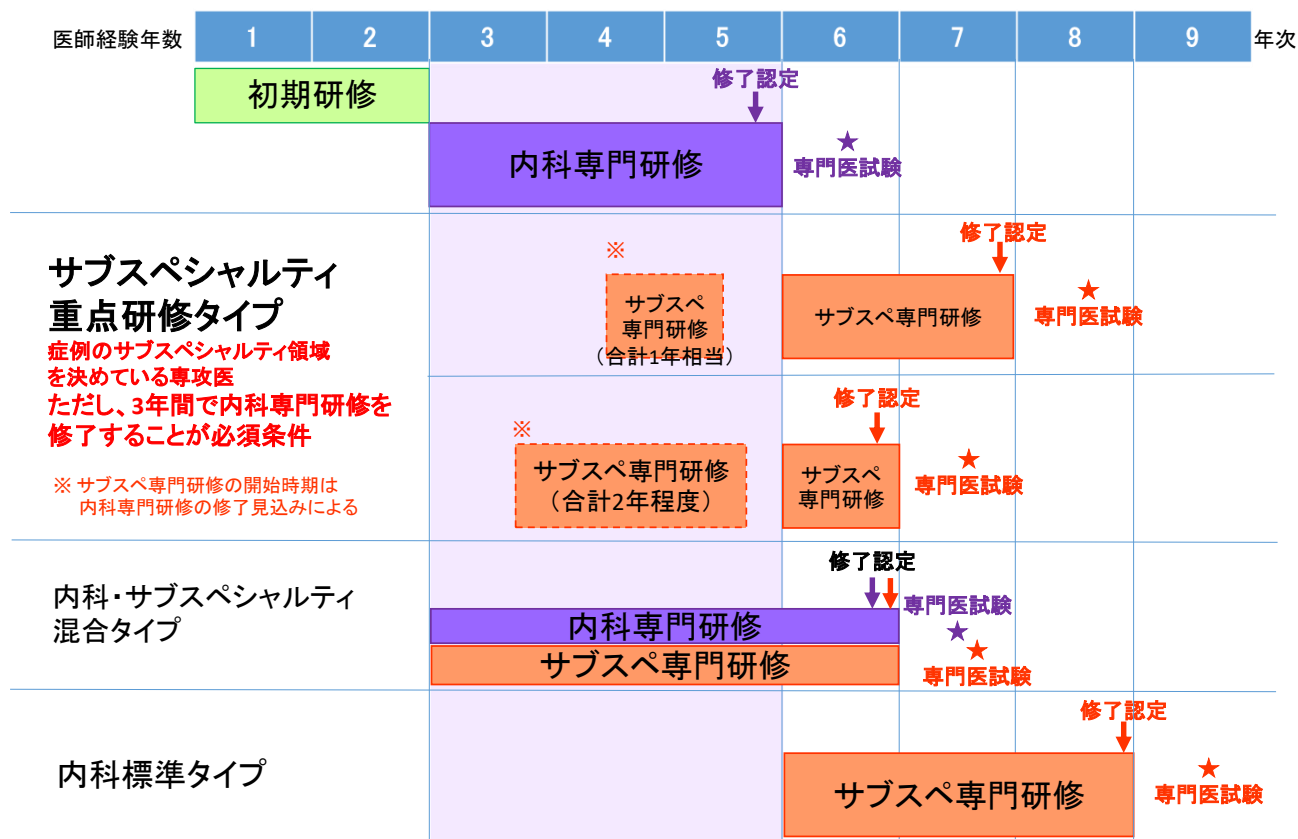 医師経験年数 1 2 3 4 5 6 7 8 9 年次
初期研修
修了認定
内科専門研修
★
専門医試験
サブスペシャルティ
重点研修タイプ
症例のサブスペシャルティ領域
を決めている専攻医
ただし、3年間で内科専門研修を
修了することが必須条件
※ サブスペ専門研修の開始時期は
内科専門研修の修了見込みによる
※
サブスペ
専門研修
（合計1年相当）
修了認定
サブスペ専門研修
★
専門医試験
※
サブスペ専門研修
（合計2年程度）
修了認定
サブスペ
専門研修
★
専門医試験
内科・サブスペシャルティ
混合タイプ
修了認定
内科専門研修
専門医試験
★
サブスペ専門研修
★
専門医試験
内科標準タイプ
修了認定
サブスペ専門研修
★
専門医試験